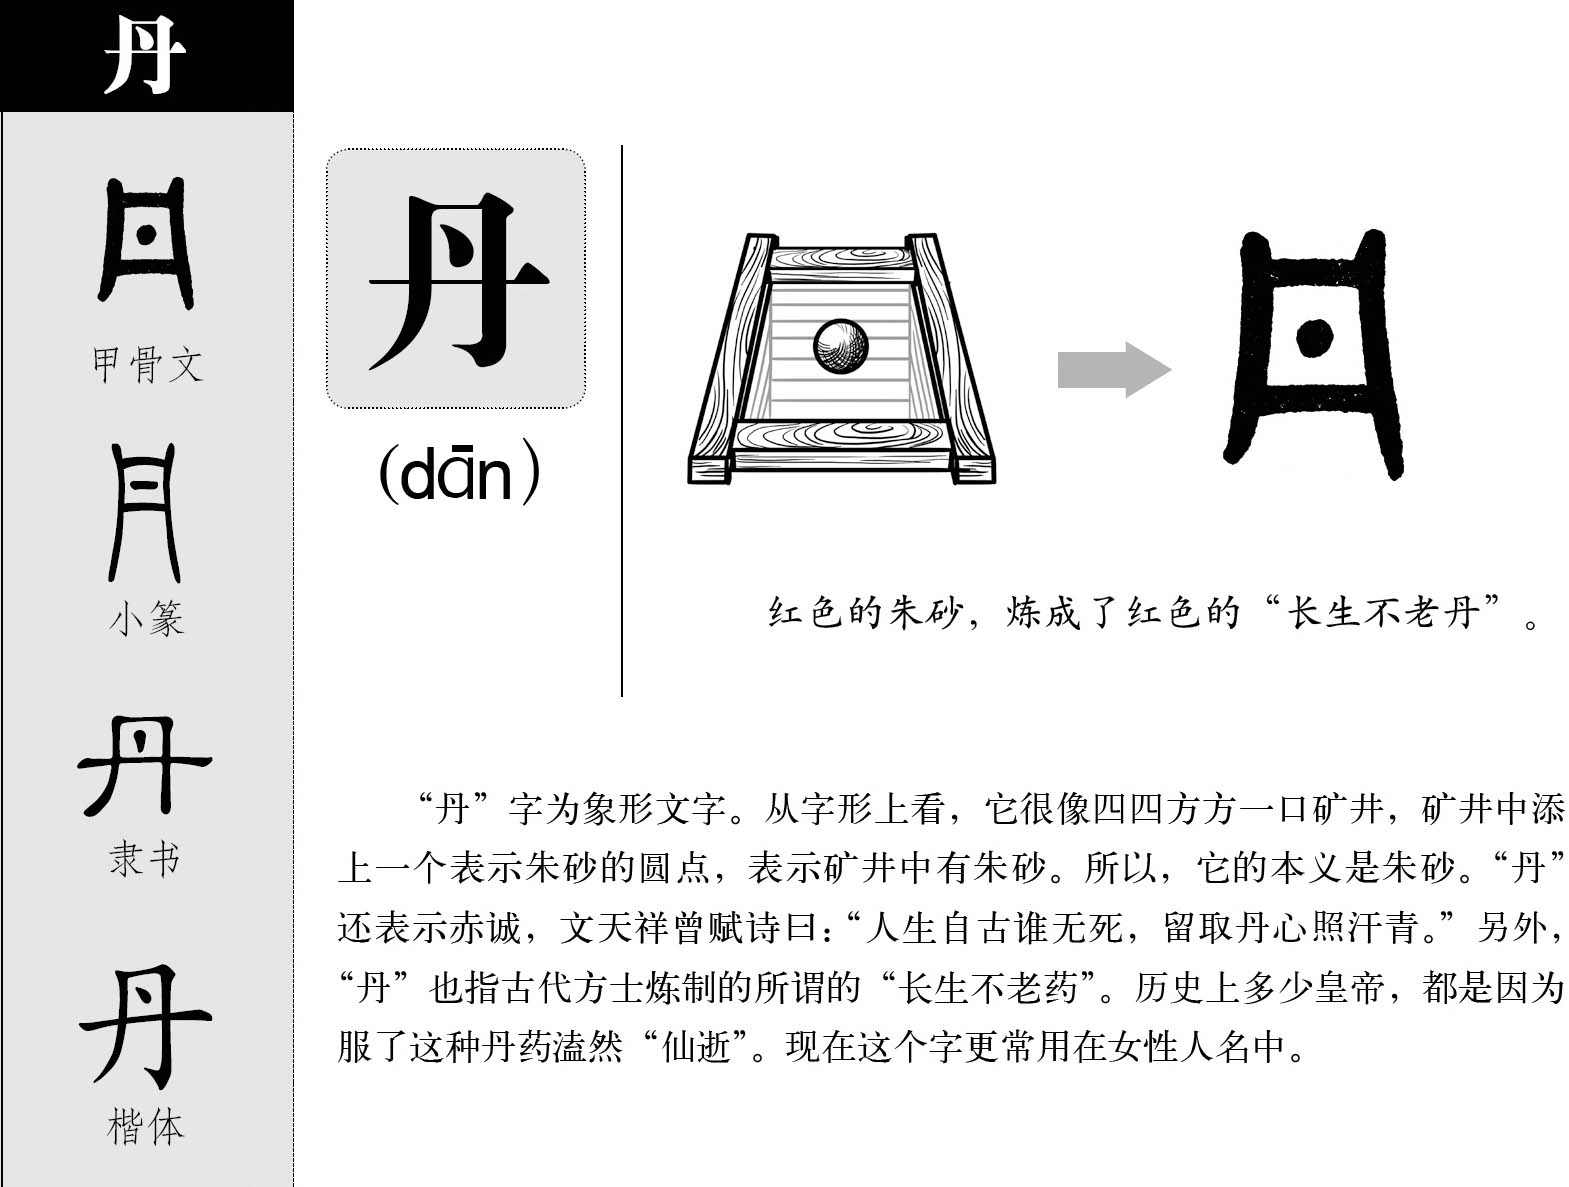 丹
甲骨文
小篆
隶书
楷体
丹
(dān)
红色的朱砂，炼成了红色的“长生不老丹”。
“丹”字为象形文字。从字形上看，它很像四四方方一口矿井，矿井中添
上一个表示朱砂的圆点，表示矿井中有朱砂。所以，它的本义是朱砂。“丹”
还表示赤诚，文天祥曾赋诗曰：“人生自古谁无死，留取丹心照汗青。”另外，
“丹”也指古代方士炼制的所谓的“长生不老药”。历史上多少皇帝，都是因为
服了这种丹药溘然“仙逝”。现在这个字更常用在女性人名中。